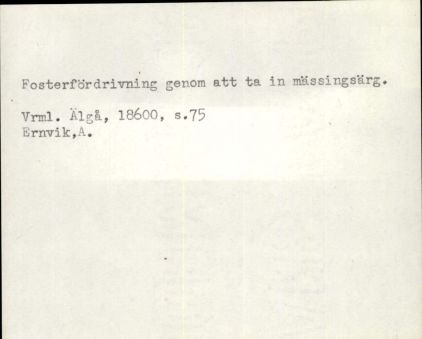 Fosterfördrivning genom att ta in mässingsärg.
Vrml. Älgå, 18600, s.75
Ernvik,A.